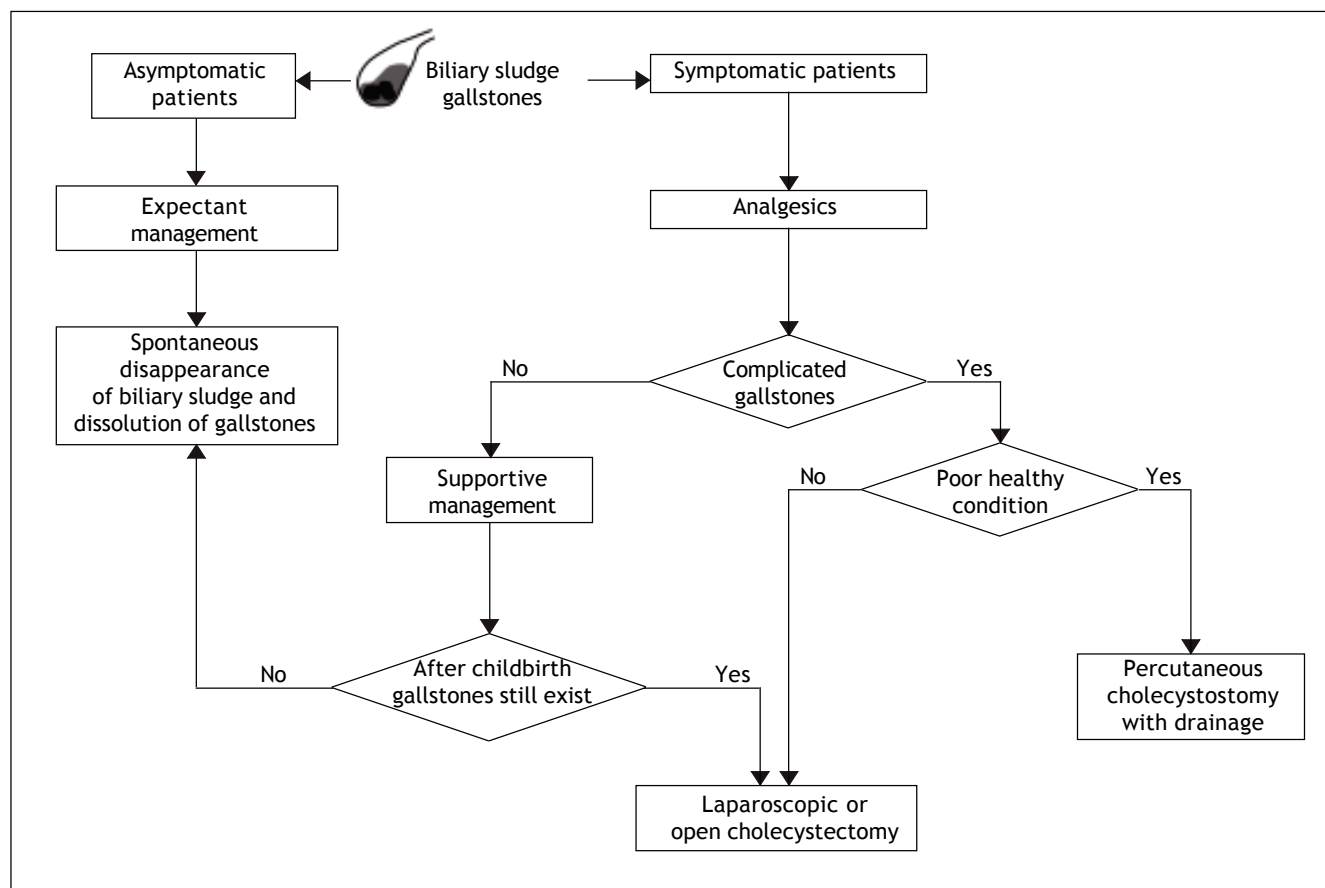 Asymptomatic
patients
Biliary sludge
gallstones
Symptomatic patients
Expectant
management
Analgesics
Spontaneous
disappearance
of biliary sludge and
dissolution of gallstones
No
Complicated
gallstones
Yes
Supportive
management
No
Poor healthy
condition
Yes
No
After childbirth
gallstones still exist
Yes
Percutaneous
cholecystostomy
with drainage
Laparoscopic or
open cholecystectomy